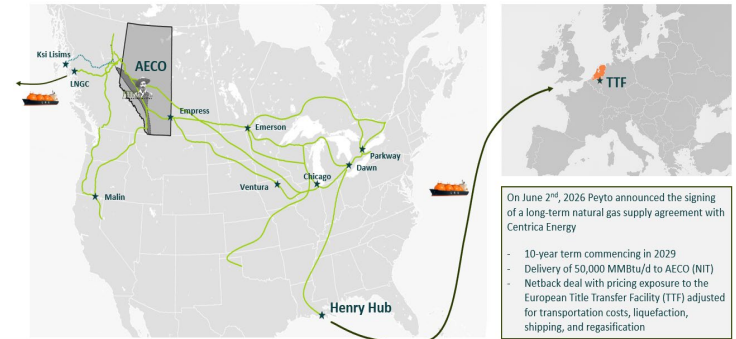 Ksi Lisims
LNGC
AECO
Empress
Emerson
Parkway
Dawn
Chicago
Ventura
Malin
Henry Hub
TTF
On June 2nd, 2026 Peyto announced the signing
of a long-term natural gas supply agreement with
Centrica Energy
- 10-year term commencing in 2029
- Delivery of 50,000 MMBtu/d to AECO (NIT)
- Netback deal with pricing exposure to the
European Title Transfer Facility (TTF) adjusted
for transportation costs, liquefaction,
shipping, and regasification